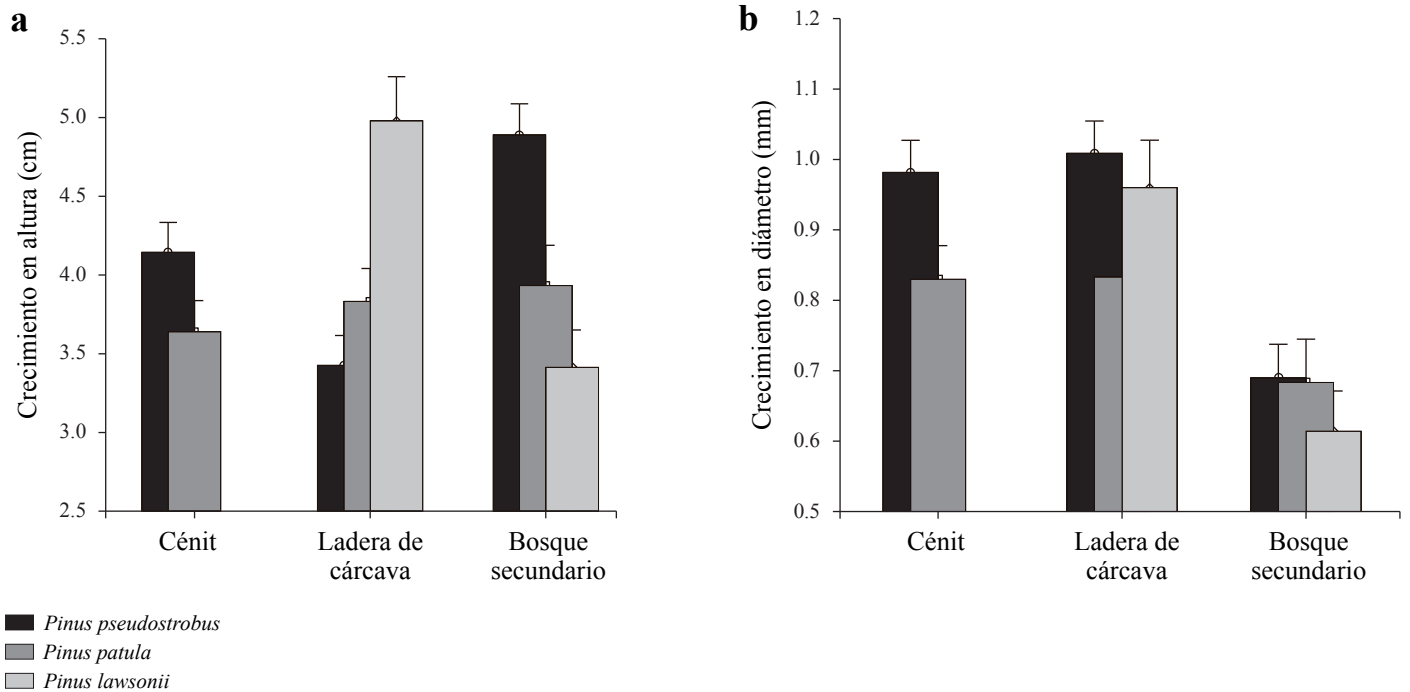 a
Crecimiento en altura (cm)
5.5
5.0
4.5
4.0
3.5
3.0
2.5
Cénit
Ladera de
cárcava
Bosque
secundario
b
Crecimiento en diámetro (mm)
1.2
1.1
1.0
0.9
0.8
0.7
0.6
0.5
Cénit
Ladera de
cárcava
Bosque
secundario
Pinus pseudostrobus
Pinus patula
Pinus lawsonii